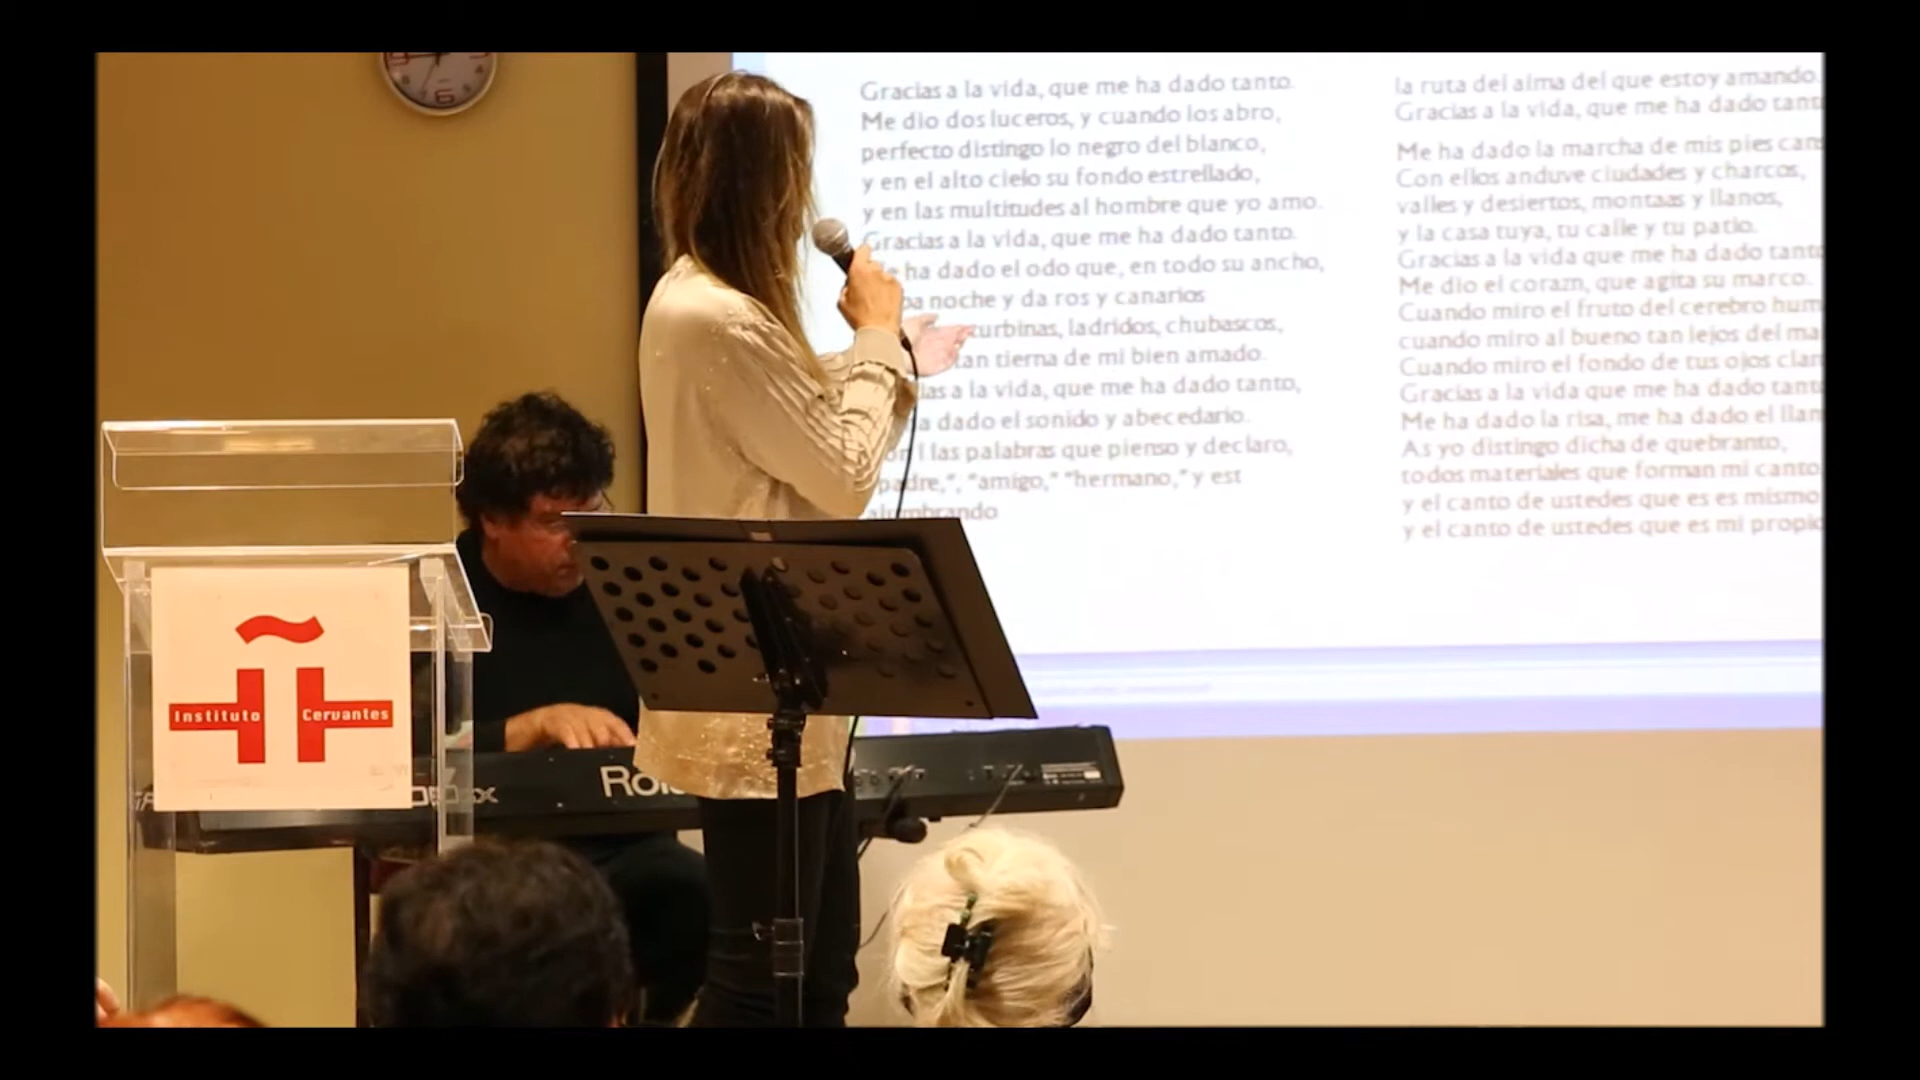 Gracias a la vida, que me ha dado tanto.
Me dio dos luceros, y cuando los abro,
perfecto distingo lo negro del blanco,
y en el alto cielo su fondo estrellado,
y en las multitudes al hombre que yo amo.
Gracias a la vida, que me ha dado tanto.
ha dado el odo que, en todo su ancho,
noche y da ros y canarios
turbinas, ladridos, chubascos,
tan tierna de mi bien amado.
a la vida, que me ha dado tanto,
dado el sonido y abecedario.
l las palabras que pienso y declaro,
padre,", "amigo," "hermano," y est
alumbrando
la ruta del alma del que estoy amando.
Gracias a la vida, que me ha dado tant
Me ha dado la marcha de mis pies can
Con ellos anduve ciudades y charcos,
valles y desiertos, montaas y llanos,
y la casa tuya, tu calle y tu patio.
Gracias a la vida que me ha dado tanto
Me dio el corazn, que agita su marco.
Cuando miro el fruto del cerebro hum
cuando miro al bueno tan lejos del ma
Cuando miro el fondo de tus ojos clar
Gracias a la vida que me ha dado tant
Me ha dado la risa, me ha dado el llan
As yo distingo dicha de quebranto,
todos materiales que forman mi canto
y el canto de ustedes que es es mismo
y el canto de ustedes que es mi propio
Instituto Cervantes